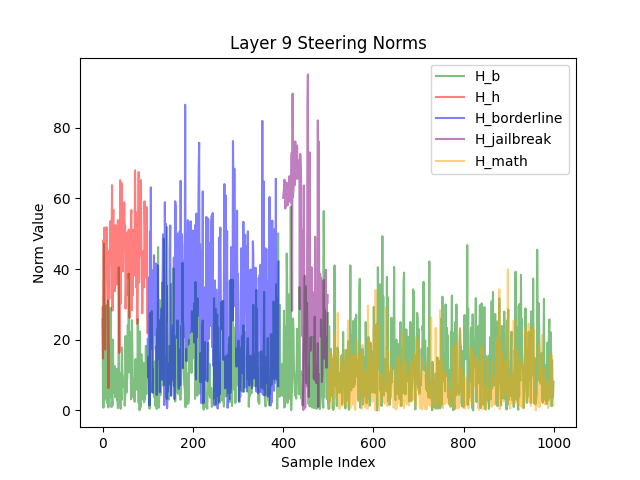 Layer 9 Steering Norms
H_b
H_h
H_borderline
H_jailbreak
H_math
Norm Value
80
60
40
20
0
0
200
400
600
800
1000
Sample Index